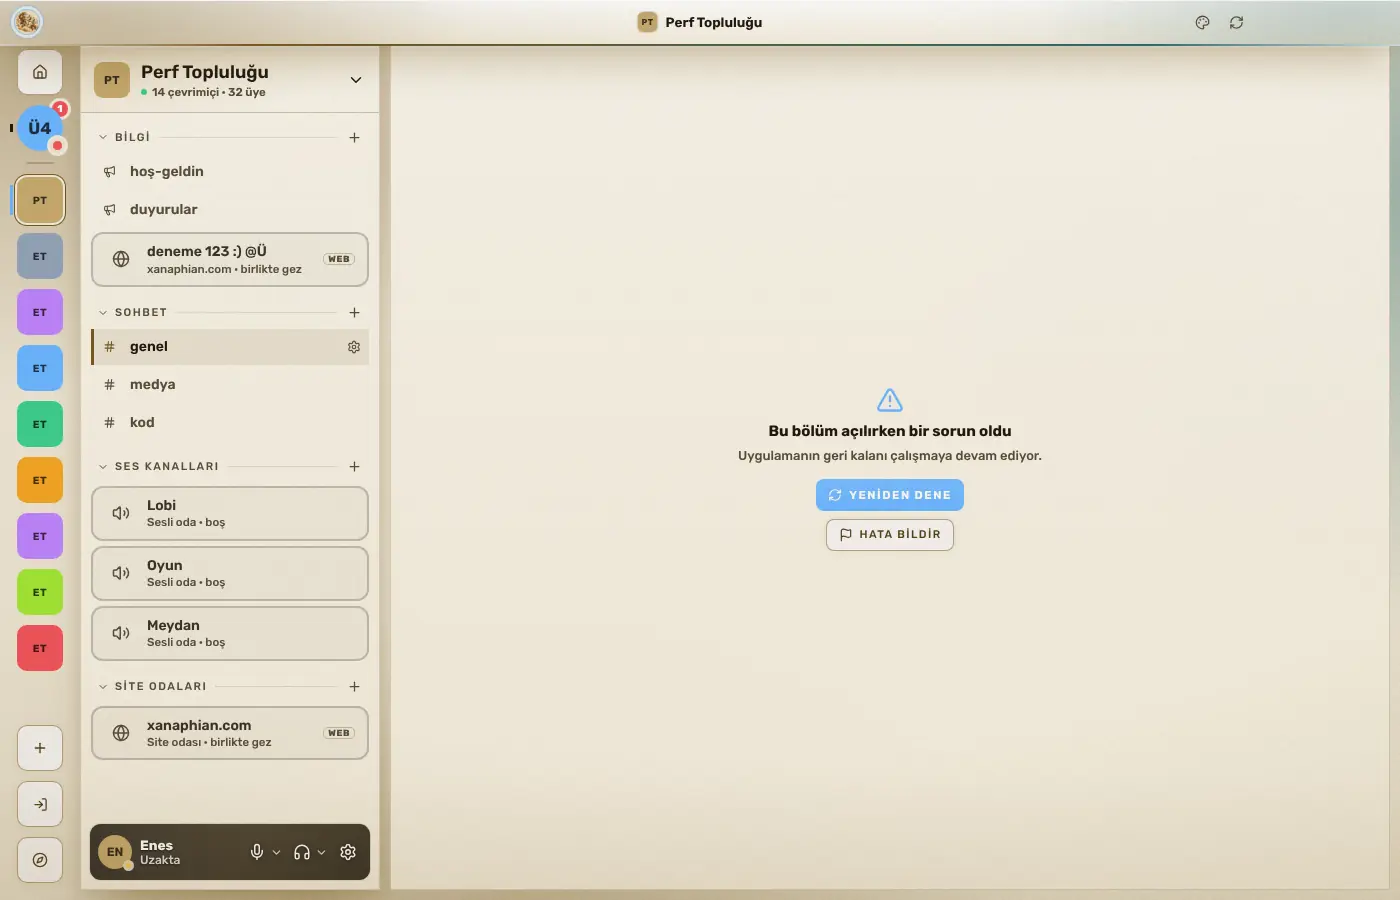 PT Perf Topluluğu
1
Ü4
PT
ET
ET
ET
ET
ET
ET
ET
ET
PT
Perf Topluluğu
14 çevrimiçi • 32 üye
BİLGİ
hoş-geldin
duyurular
deneme 123 :) @Ü
xanaphian.com • birlikte gez
WEB
SOHBET
# genel
# medya
# kod
SES KANALLARI
Lobi
Sesli oda • boş
Oyun
Sesli oda • boş
Meydan
Sesli oda • boş
SİTE ODALARI
xanaphian.com
Site odası • birlikte gez
WEB
EN
Enes
Uzakta
Bu bölüm açılırken bir sorun oldu
Uygulamanın geri kalanı çalışmaya devam ediyor.
YENİDEN DENE
HATA BİLDİR